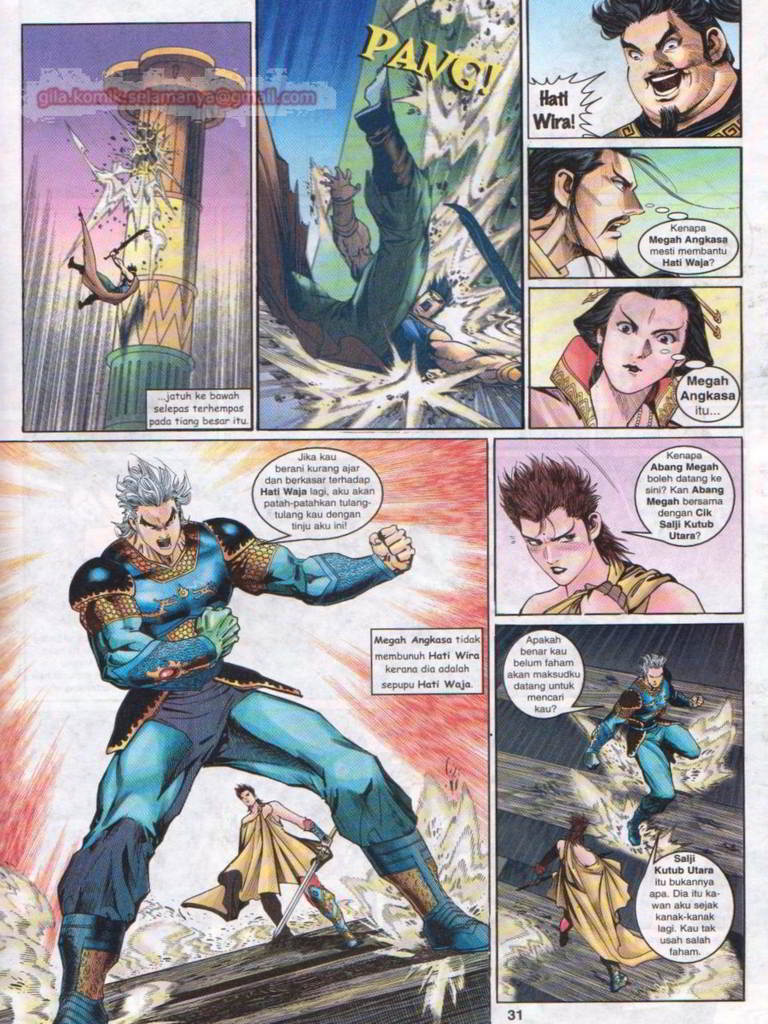 gila.komik.selamanya@gmail.com
...jatuh ke bawah
selepas terhempas
pada tiang besar itu.
PANG!
Hati
Wira!
Kenapa
Megah Angkasa
mesti membantu
Hati Waja?
Megah
Angkasa
itu...
Jika kau
berani kurang ajar
dan berkasar terhadap
Hati Waja lagi, aku akan
patah-patahkan tulang-
tulang kau dengan
tinju aku ini!
Megah Angkasa tidak
membunuh Hati Wira
kerana dia adalah
sepupu Hati Waja.
Kenapa
Abang Megah
boleh datang ke
sini? Kan Abang
Megah bersama
dengan Cik
Salji Kutub
Utara?
Apakah
benar kau
belum faham
akan maksudku
datang untuk
mencari
kau?
Salji
Kutub Utara
itu bukannya
apa. Dia itu ka-
wan aku sejak
kanak-kanak
lagi. Kau tak
usah salah
faham.
31